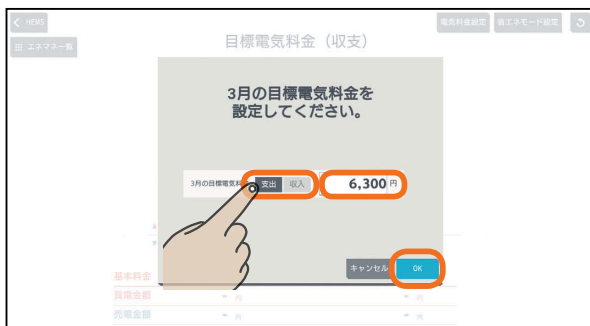 < HEMS
エネマネ一覧
電気料金設定
省エネモード設定
目標電気料金（収支）
3月の目標電気料金を
設定してください。
3月の目標電気料
支出
収入
6,300 円
キャンセル
OK
基本料金
買電金額 - 円 - 円
売電金額 - 円 - 円